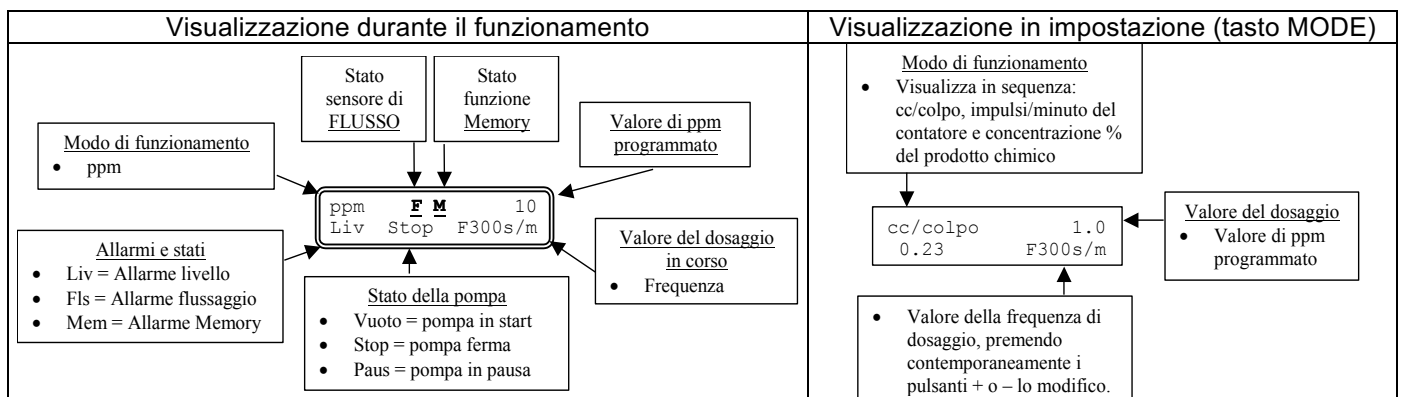 Visualizzazione durante il funzionamento
Visualizzazione in impostazione (tasto MODE)
Stato
sensore di
FLUSSO
Stato
funzione
Memory
Modo di funzionamento
• ppm
Valore di ppm
programmato
ppm F M 10
Liv Stop F300s/m
Allarmi e stati
• Liv = Allarme livello
• Fls = Allarme flussaggio
• Mem = Allarme Memory
Stato della pompa
• Vuoto = pompa in start
• Stop = pompa ferma
• Paus = pompa in pausa
Valore del dosaggio
in corso
• Frequenza
Modo di funzionamento
• Visualizza in sequenza:
cc/colpo, impulsi/minuto del
contatore e concentrazione %
del prodotto chimico
cc/colpo 1.0
0.23 F300s/m
Valore del dosaggio
• Valore di ppm
programmato
• Valore della frequenza di
dosaggio, premendo
contemporaneamente i
pulsanti + o – lo modifico.